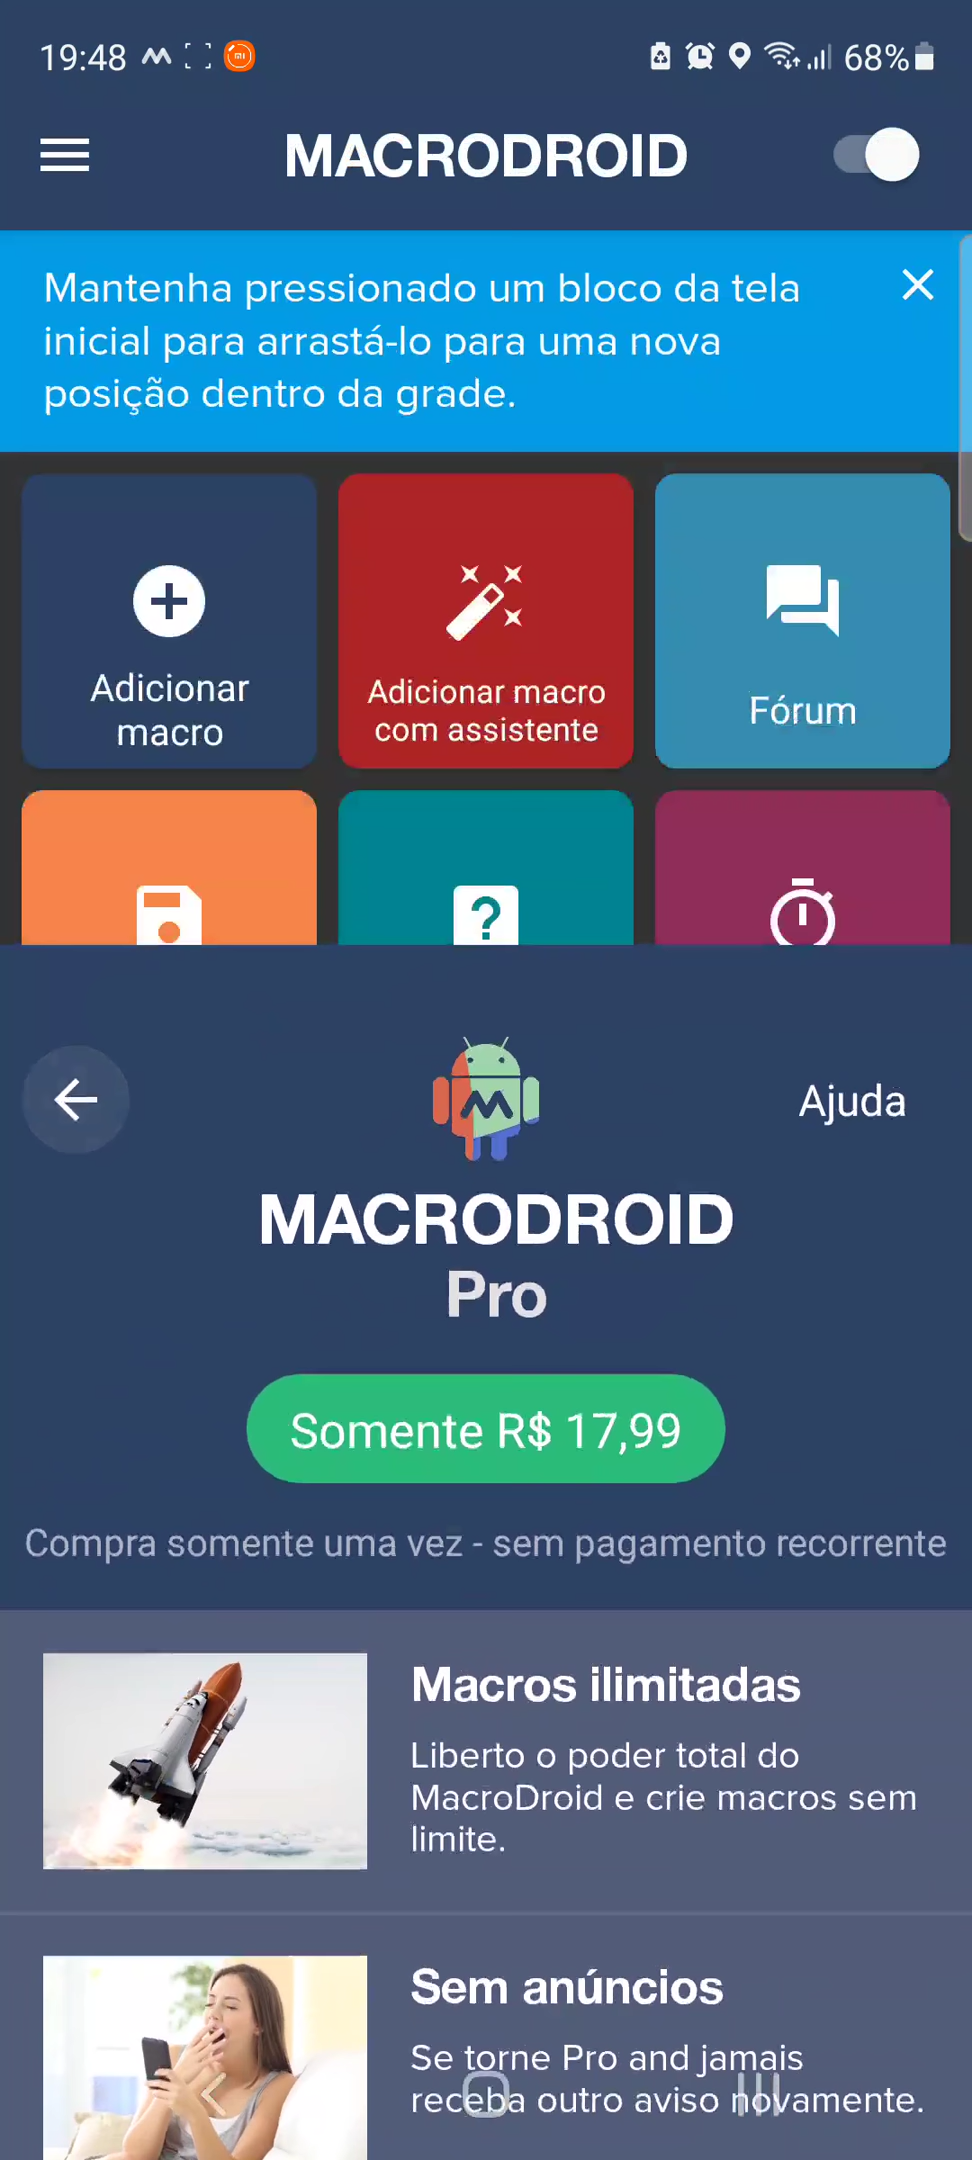 19:48
68%
MACRODROID
Mantenha pressionado um bloco da tela
inicial para arrastá-lo para uma nova
posição dentro da grade.
Adicionar
macro
Adicionar macro
com assistente
Fórum
Ajuda
MACRODROID
Pro
Somente R$ 17,99
Compra somente uma vez - sem pagamento recorrente
Macros ilimitadas
Liberto o poder total do
MacroDroid e crie macros sem
limite.
Sem anúncios
Se torne Pro and jamais
receba outro aviso novamente.